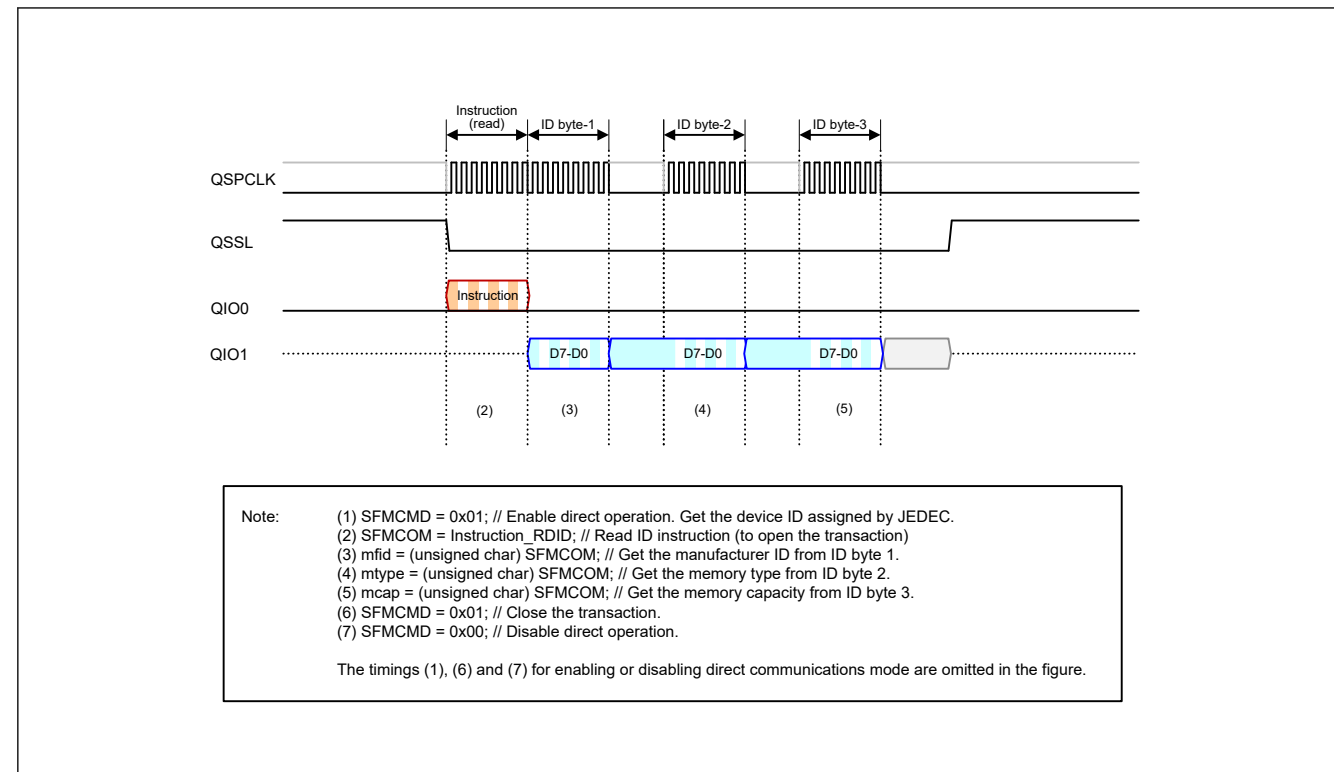 Instruction
(read)
ID byte-1
ID byte-2
ID byte-3
QSPCLK
QSSL
QIO0
Instruction
QIO1
D7-D0
D7-D0
D7-D0
(2)
(3)
(4)
(5)
Note:
(1) SFMCMD = 0x01; // Enable direct operation. Get the device ID assigned by JEDEC.
(2) SFMCOM = Instruction_RDID; // Read ID instruction (to open the transaction)
(3) mfid = (unsigned char) SFMCOM; // Get the manufacturer ID from ID byte 1.
(4) mtype = (unsigned char) SFMCOM; // Get the memory type from ID byte 2.
(5) mcap = (unsigned char) SFMCOM; // Get the memory capacity from ID byte 3.
(6) SFMCMD = 0x01; // Close the transaction.
(7) SFMCMD = 0x00; // Disable direct operation.
The timings (1), (6) and (7) for enabling or disabling direct communications mode are omitted in the figure.